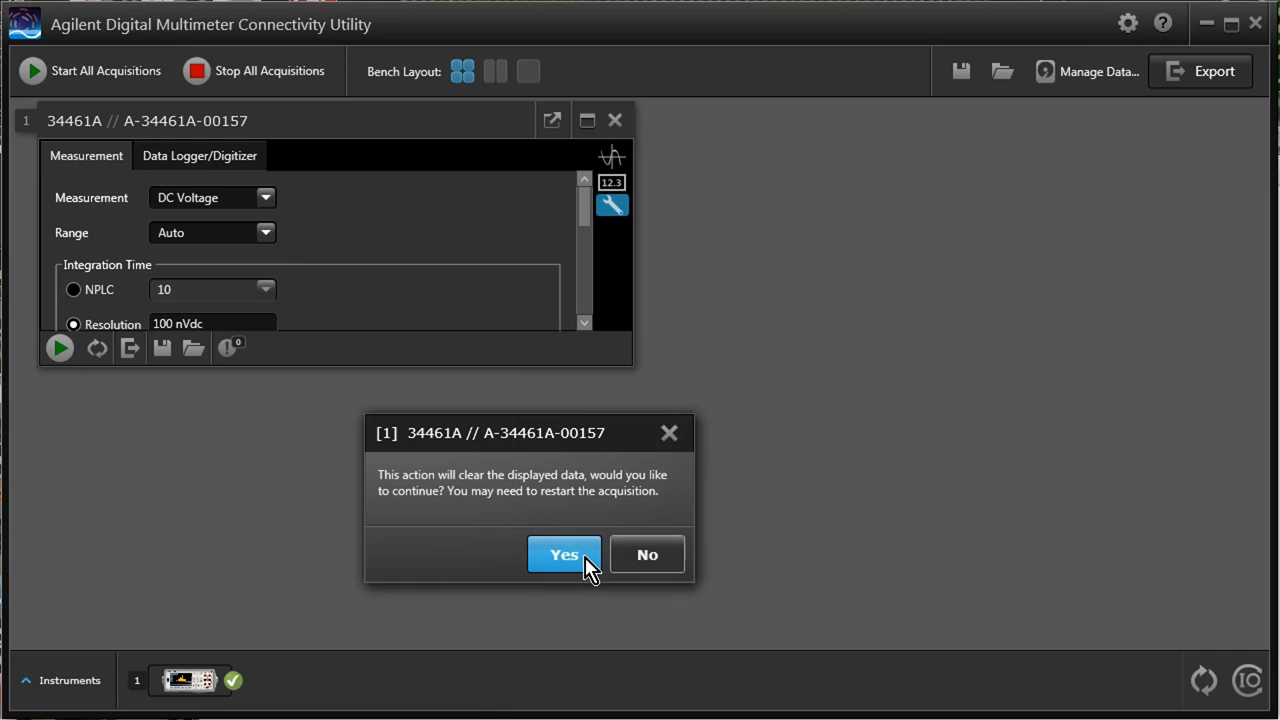 Agilent Digital Multimeter Connectivity Utility
Start All Acquisitions
Stop All Acquisitions
Bench Layout:
Manage Data...
Export
1
34461A // A-34461A-00157
Measurement
Data Logger/Digitizer
12.3
Measurement
DC Voltage
Range
Auto
Integration Time
NPLC
10
Resolution
100 nVdc
0
[1] 34461A // A-34461A-00157
This action will clear the displayed data, would you like
to continue? You may need to restart the acquisition.
Yes
No
Instruments
1
IO